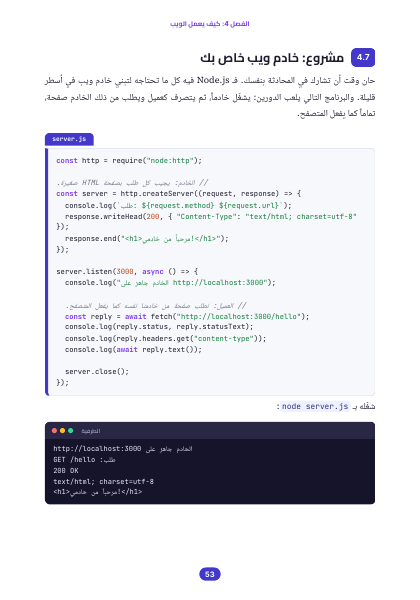 الفصل 4: كيف يعمل الويب
4.7 مشروع: خادم ويب خاص بك
حان وقت أن تشارك في المحادثة بنفسك. فـ Node.js فيه كل ما تحتاجه لتبني خادم ويب في أسطر
قليلة. والبرنامج التالي يلعب الدورين: يشغّل خادماً، ثم يتصرف كعميل ويطلب من ذلك الخادم صفحة،
تماماً كما يفعل المتصفح.
server.js
const http = require("node:http");
// الخادم: يجيب كل طلب بصفحة HTML صغيرة.
const server = http.createServer((request, response) => {
console.log(`طلب: ${request.method} ${request.url}`);
response.writeHead(200, { "Content-Type": "text/html; charset=utf-8"
});
response.end("<h1>مرحباً من خادمي!</h1>");
});
server.listen(3000, async () => {
console.log("الخادم جاهز على http://localhost:3000");
// العميل: نطلب صفحة من خادمنا نفسه كما يفعل المتصفح.
const reply = await fetch("http://localhost:3000/hello");
console.log(reply.status, reply.statusText);
console.log(reply.headers.get("content-type"));
console.log(await reply.text());
server.close();
});
شغّله بـ node server.js:
الطرفية
الخادم جاهز على http://localhost:3000
طلب: GET /hello
200 OK
text/html; charset=utf-8
<h1>مرحباً من خادمي!</h1>
53